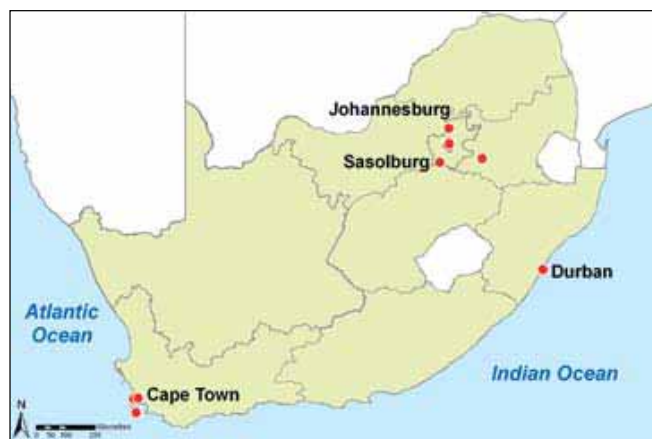 Johannesburg
Sasolburg
Durban
Atlantic
Ocean
Indian Ocean
Cape Town
N